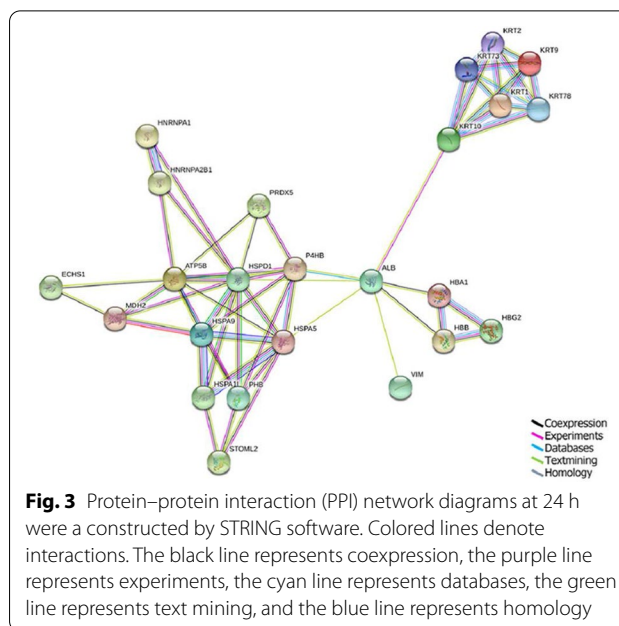 KRT2
KRT73
KRT9
KRT1
KRT78
KRT10
HNRNPA1
HNRNPA2B1
PRDX5
P4HB
ATP5B
HSPD1
ALB
ECHS1
HBA1
MDH2
HSPA9
HSPA5
HBG2
HBB
HSPA1L
PHB
VIM
STOML2
Coexpression
Experiments
Databases
Textmining
Homology
Fig. 3 Protein–protein interaction (PPI) network diagrams at 24 h
were a constructed by STRING software. Colored lines denote
interactions. The black line represents coexpression, the purple line
represents experiments, the cyan line represents databases, the green
line represents text mining, and the blue line represents homology